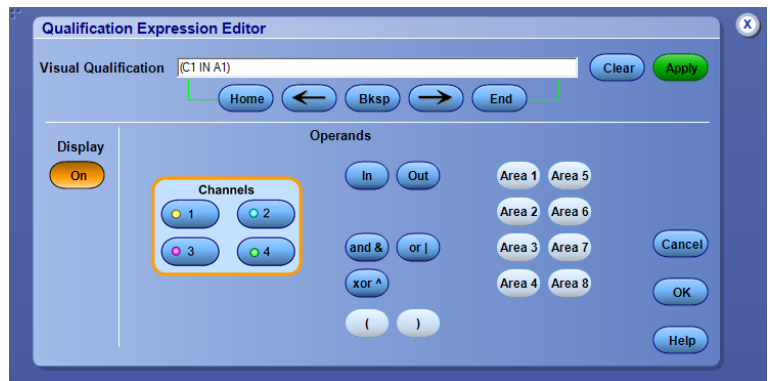 Qualification Expression Editor
X
Visual Qualification (C1 IN A1) Clear Apply
Home Bksp End
Display Operands
On In Out Area 1 Area 5
Channels
1 2 Area 2 Area 6
3 4 and & or | Area 3 Area 7 Cancel
xor ^ Area 4 Area 8 OK
( )
Help